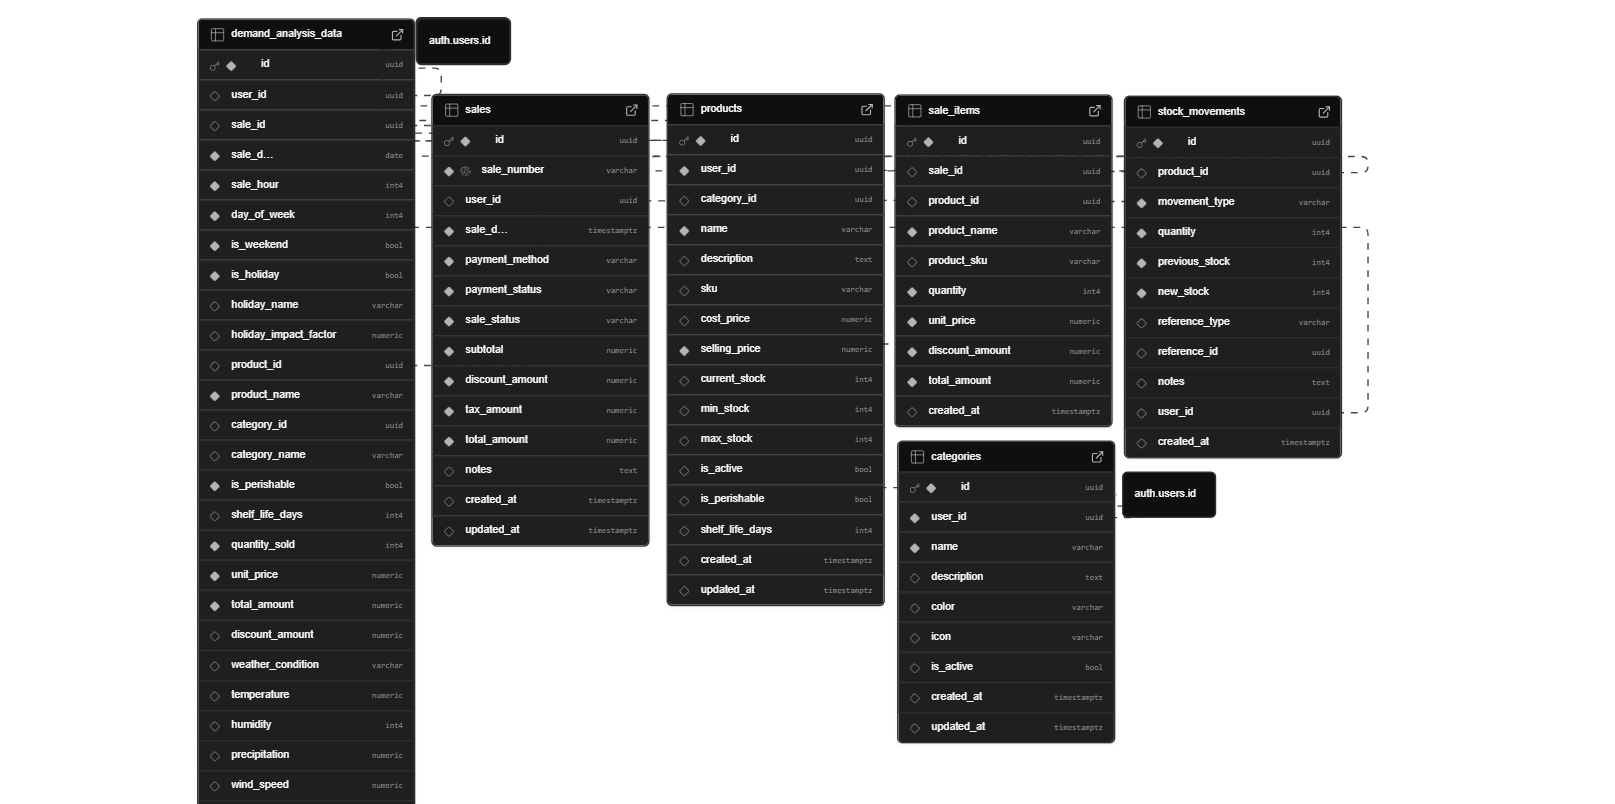 demand_analysis_data
id uuid
user_id uuid
sale_id uuid
sale_d... date
sale_hour int4
day_of_week int4
is_weekend bool
is_holiday bool
holiday_name varchar
holiday_impact_factor numeric
product_id uuid
product_name varchar
category_id uuid
category_name varchar
is_perishable bool
shelf_life_days int4
quantity_sold int4
unit_price numeric
total_amount numeric
discount_amount numeric
weather_condition varchar
temperature numeric
humidity int4
precipitation numeric
wind_speed numeric
auth.users.id
sales
id uuid
sale_number varchar
user_id uuid
sale_d... timestamptz
payment_method varchar
payment_status varchar
sale_status varchar
subtotal numeric
discount_amount numeric
tax_amount numeric
total_amount numeric
notes text
created_at timestamptz
updated_at timestamptz
products
id uuid
user_id uuid
category_id uuid
name varchar
description text
sku varchar
cost_price numeric
selling_price numeric
current_stock int4
min_stock int4
max_stock int4
is_active bool
is_perishable bool
shelf_life_days int4
created_at timestamptz
updated_at timestamptz
sale_items
id uuid
sale_id uuid
product_id uuid
product_name varchar
product_sku varchar
quantity int4
unit_price numeric
discount_amount numeric
total_amount numeric
created_at timestamptz
categories
id uuid
user_id uuid
name varchar
description text
color varchar
icon varchar
is_active bool
created_at timestamptz
updated_at timestamptz
stock_movements
id uuid
product_id uuid
movement_type varchar
quantity int4
previous_stock int4
new_stock int4
reference_type varchar
reference_id uuid
notes text
user_id uuid
created_at timestamptz
auth.users.id